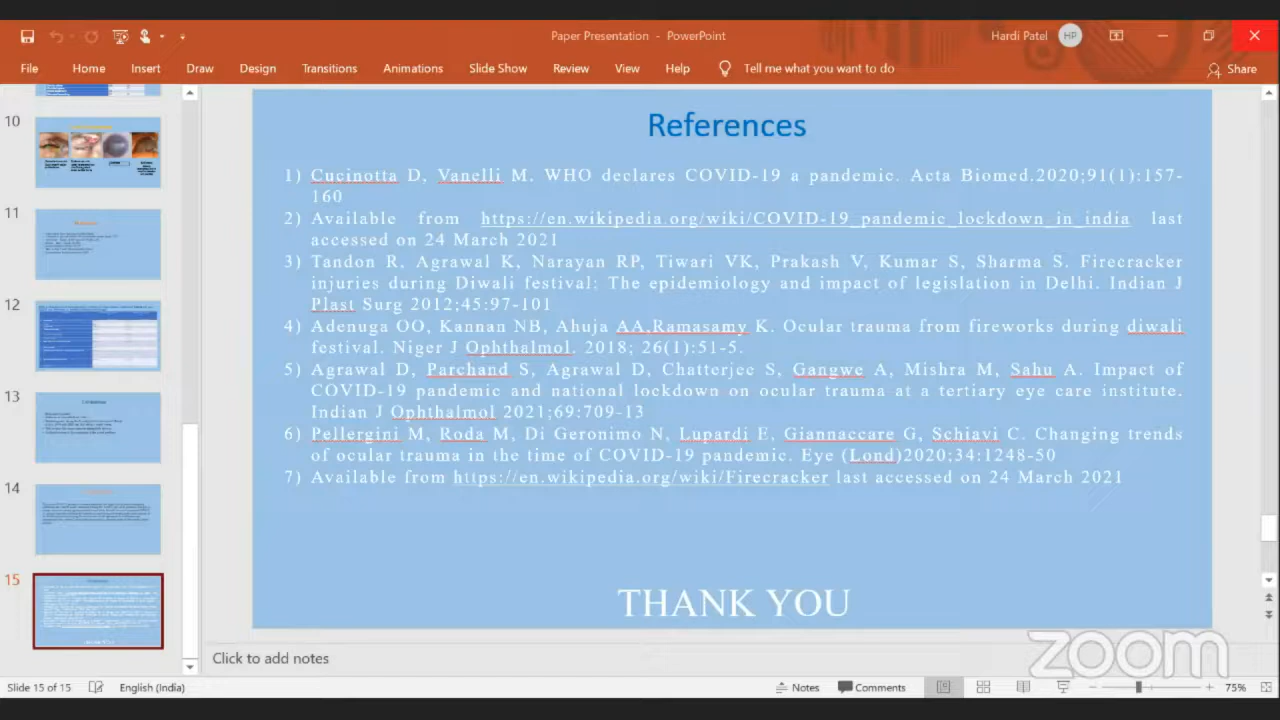 Paper Presentation - PowerPoint
Hardi Patel
HP
File Home Insert Draw Design Transitions Animations Slide Show Review View Help Tell me what you want to do
Share
10
11
12
13
14
15
References
1) Cucinotta D, Vanelli M. WHO declares COVID-19 a pandemic. Acta Biomed.2020;91(1):157-
160
2) Available from https://en.wikipedia.org/wiki/COVID-19_pandemic_lockdown_in_india last
accessed on 24 March 2021
3) Tandon R, Agrawal K, Narayan RP, Tiwari VK, Prakash V, Kumar S, Sharma S. Firecracker
injuries during Diwali festival: The epidemiology and impact of legislation in Delhi. Indian J
Plast Surg 2012;45:97-101
4) Adenuga OO, Kannan NB, Ahuja AA,Ramasamy K. Ocular trauma from fireworks during diwali
festival. Niger J Ophthalmol. 2018; 26(1):51-5.
5) Agrawal D, Parchand S, Agrawal D, Chatterjee S, Gangwe A, Mishra M, Sahu A. Impact of
COVID-19 pandemic and national lockdown on ocular trauma at a tertiary eye care institute.
Indian J Ophthalmol 2021;69:709-13
6) Pellergini M, Roda M, Di Geronimo N, Lupardi E, Giannaccare G, Schiavi C. Changing trends
of ocular trauma in the time of COVID-19 pandemic. Eye (Lond)2020;34:1248-50
7) Available from https://en.wikipedia.org/wiki/Firecracker last accessed on 24 March 2021
THANK YOU
Click to add notes
zoom
Slide 15 of 15 English (India) Notes Comments 75%